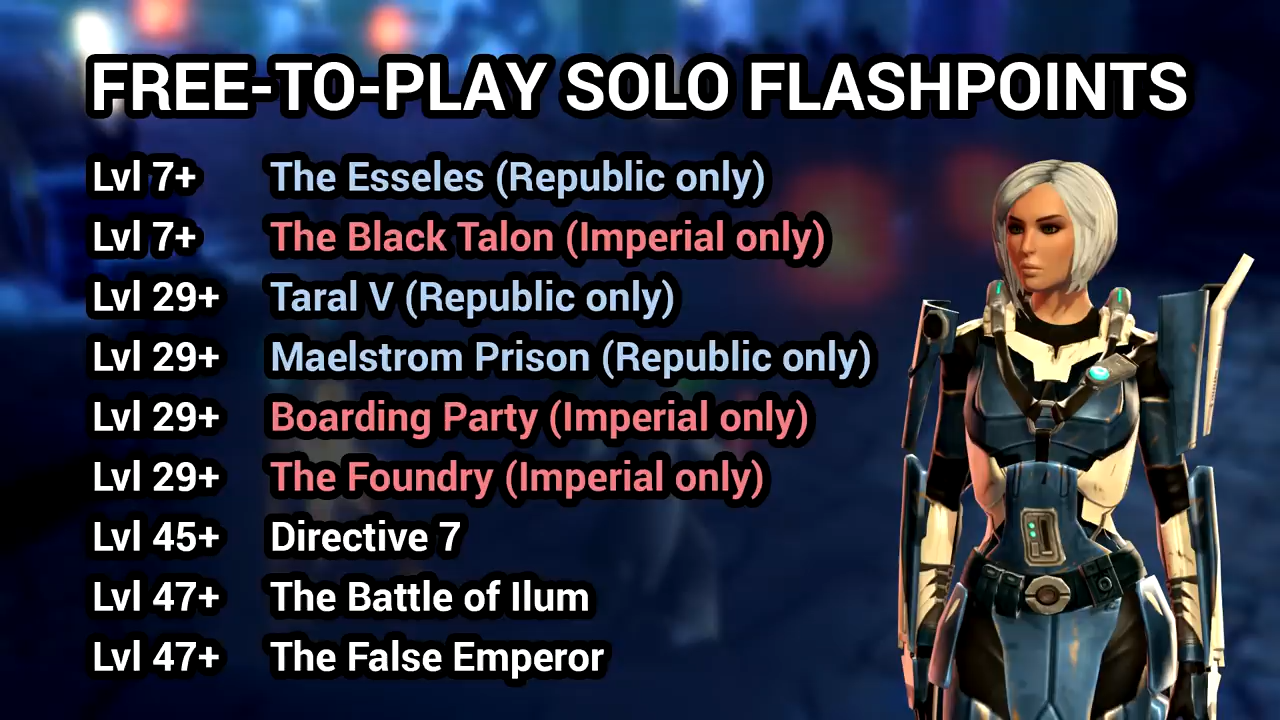 FREE-TO-PLAY SOLO FLASHPOINTS
Lvl 7+ The Esseles (Republic only)
Lvl 7+ The Black Talon (Imperial only)
Lvl 29+ Taral V (Republic only)
Lvl 29+ Maelstrom Prison (Republic only)
Lvl 29+ Boarding Party (Imperial only)
Lvl 29+ The Foundry (Imperial only)
Lvl 45+ Directive 7
Lvl 47+ The Battle of Ilum
Lvl 47+ The False Emperor